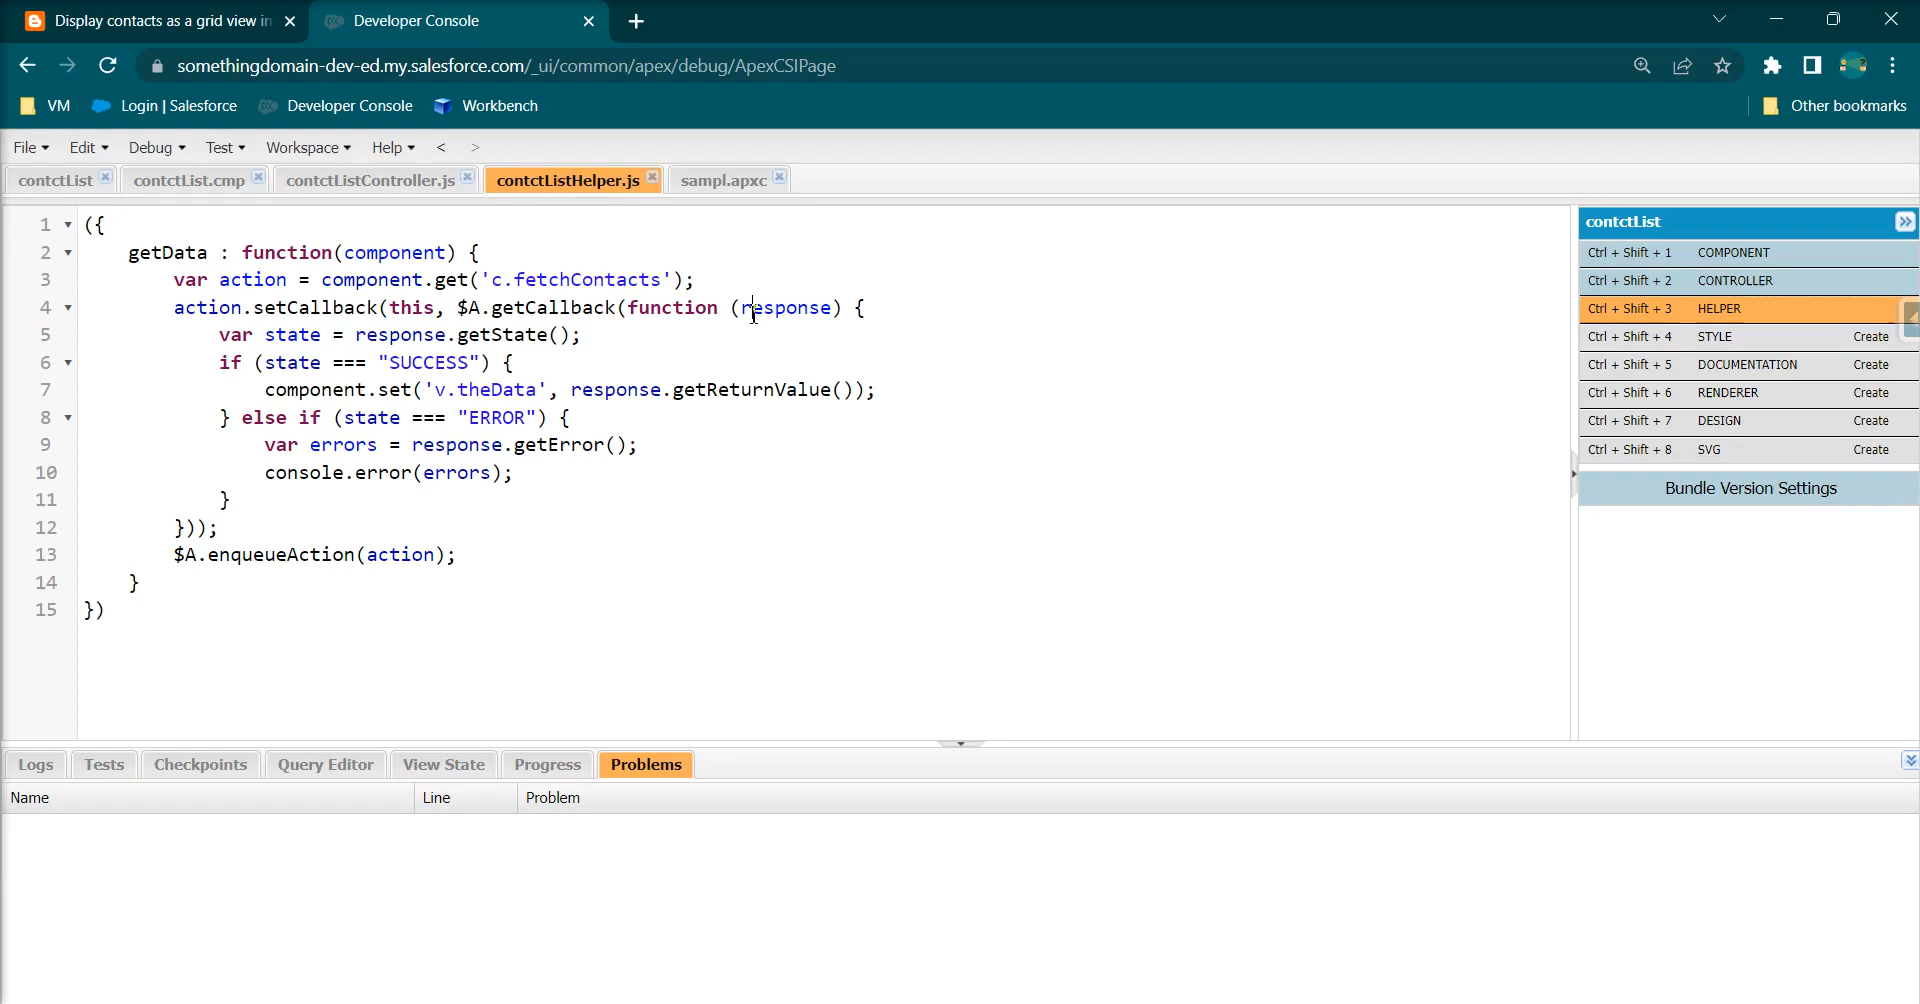 Display contacts as a grid view in
Developer Console
somethingdomain-dev-ed.my.salesforce.com/_ui/common/apex/debug/ApexCSIPage
VM Login | Salesforce Developer Console Workbench Other bookmarks
File Edit Debug Test Workspace Help < >
contctList contctList.cmp contctListController.js contctListHelper.js sampl.apxc
1 ({
2 getData : function(component) {
3 var action = component.get('c.fetchContacts');
4 action.setCallback(this, $A.getCallback(function (response) {
5 var state = response.getState();
6 if (state === "SUCCESS") {
7 component.set('v.theData', response.getReturnValue());
8 } else if (state === "ERROR") {
9 var errors = response.getError();
10 console.error(errors);
11 }
12 }));
13 $A.enqueueAction(action);
14 }
15 })
contctList
Ctrl + Shift + 1 COMPONENT
Ctrl + Shift + 2 CONTROLLER
Ctrl + Shift + 3 HELPER
Ctrl + Shift + 4 STYLE Create
Ctrl + Shift + 5 DOCUMENTATION Create
Ctrl + Shift + 6 RENDERER Create
Ctrl + Shift + 7 DESIGN Create
Ctrl + Shift + 8 SVG Create
Bundle Version Settings
Logs Tests Checkpoints Query Editor View State Progress Problems
Name Line Problem